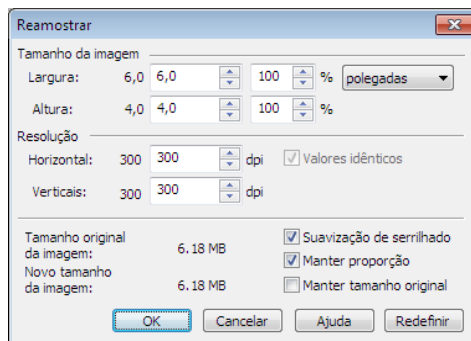 Reamostrar
Tamanho da imagem
Largura: 6,0 6,0 100 % polegadas
Altura: 4,0 4,0 100 %
Resolução
Horizontal: 300 300 dpi Valores idênticos
Verticais: 300 300 dpi
Tamanho original
da imagem: 6.18 MB
Suavização de serrilhado
Manter proporção
Novo tamanho
da imagem: 6.18 MB
Manter tamanho original
OK Cancelar Ajuda Redefinir